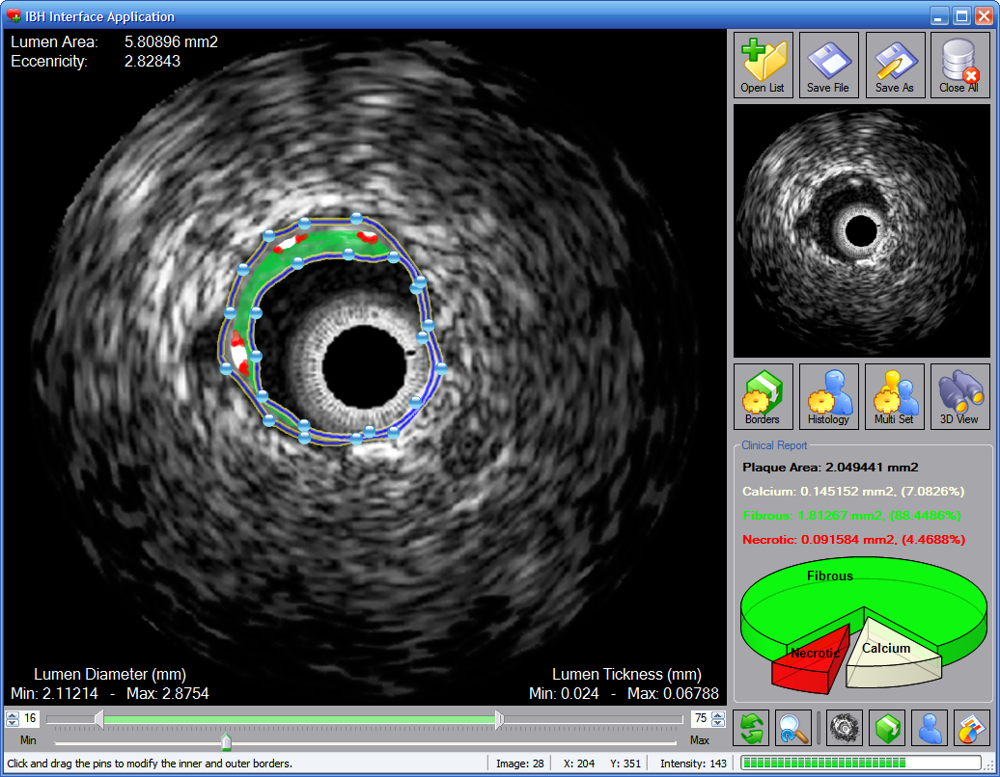 IBH Interface Application
Lumen Area: 5.80896 mm2
Eccenricity: 2.82843
Open List
Save File
Save As
Close All
Borders
Histology
Multi Set
3D View
Clinical Report
Plaque Area: 2.049441 mm2
Calcium: 0.145152 mm2, (7.0826%)
Fibrous: 1.81267 mm2, (88.4486%)
Necrotic: 0.091584 mm2, (4.4688%)
Fibrous
Necrotic
Calcium
Lumen Diameter (mm)
Min: 2.11214 - Max: 2.8754
Lumen Tickness (mm)
Min: 0.024 - Max: 0.06788
16
75
Min
Max
Click and drag the pins to modify the inner and outer borders.
Image: 28
X: 204
Y: 351
Intensity: 143